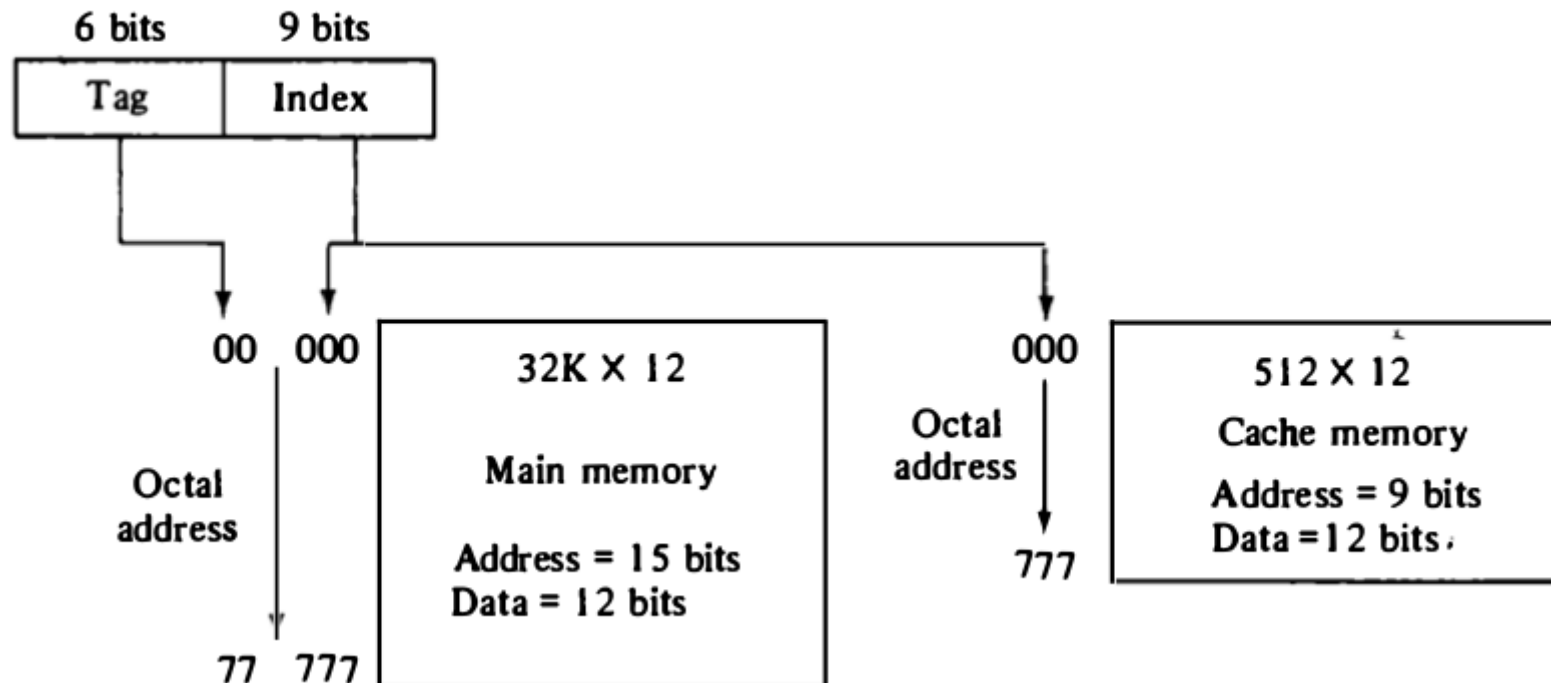 6 bits 9 bits
Tag Index
00 000
32K X 12
Main memory
Address = 15 bits
Data = 12 bits
Octal
address
77 777
000
Octal
address
777
512 X 12
Cache memory
Address = 9 bits
Data = 12 bits